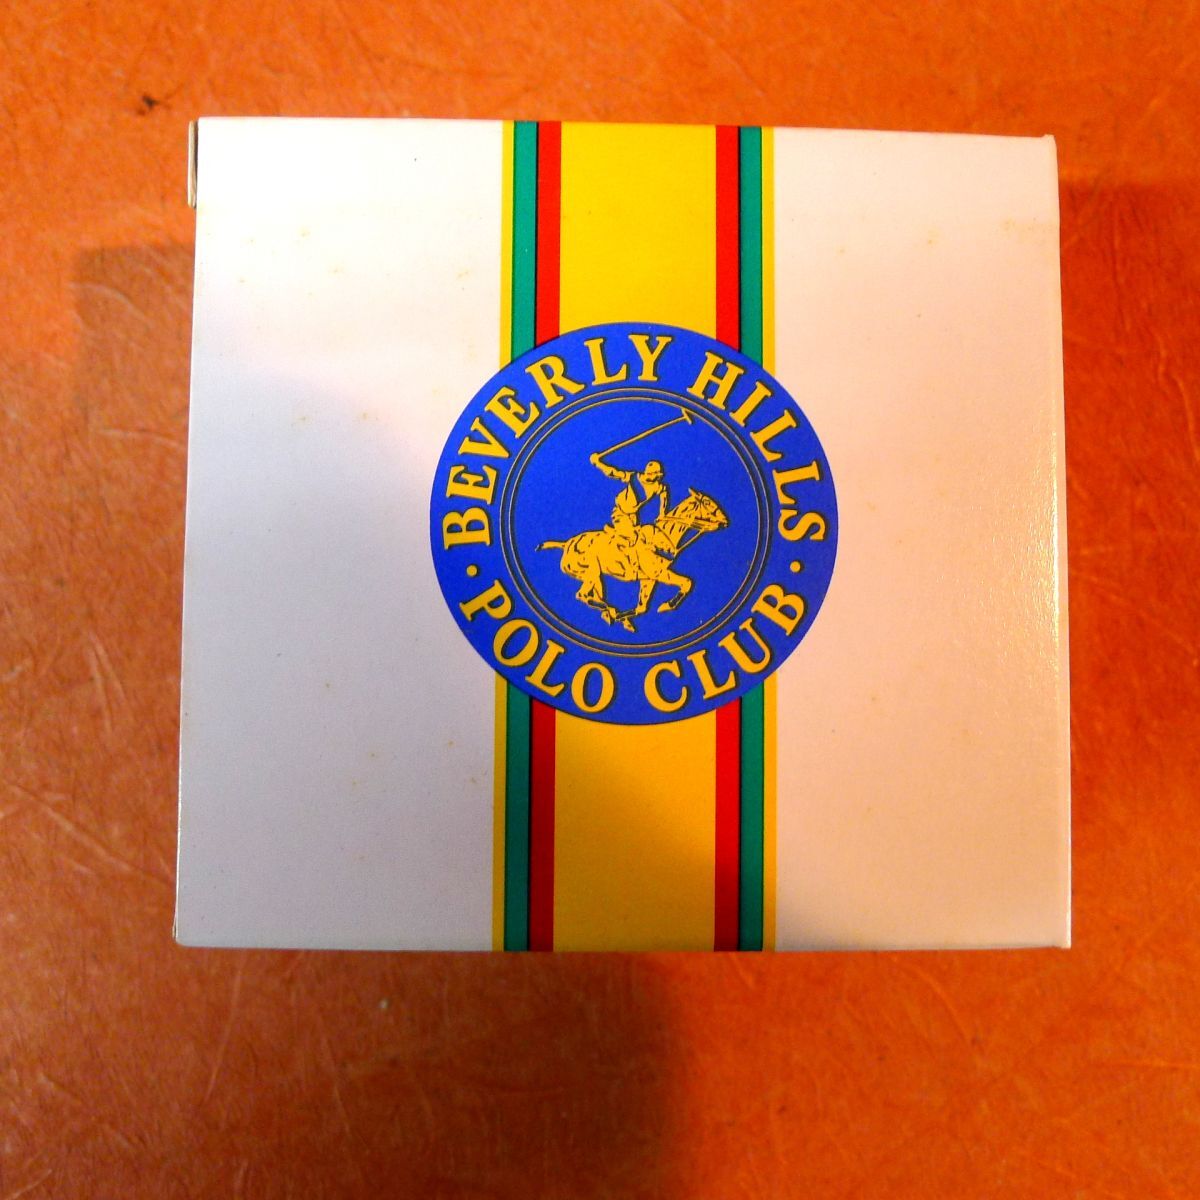 BEVERLY HILLS
· POLO CLUB ·